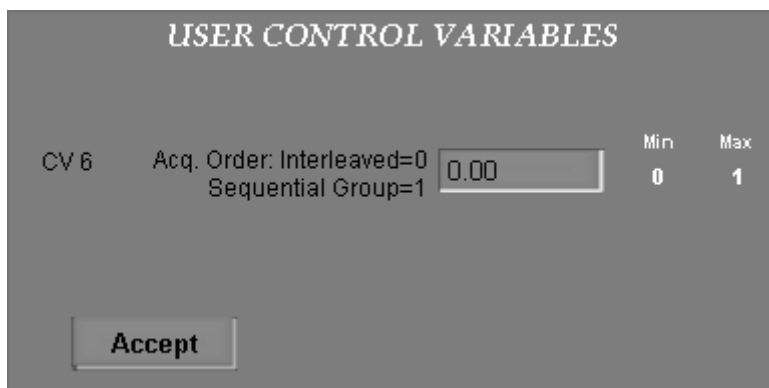 USER CONTROL VARIABLES
Min Max
CV 6 Acq. Order: Interleaved=0 0.00 0 1
Sequential Group=1
Accept